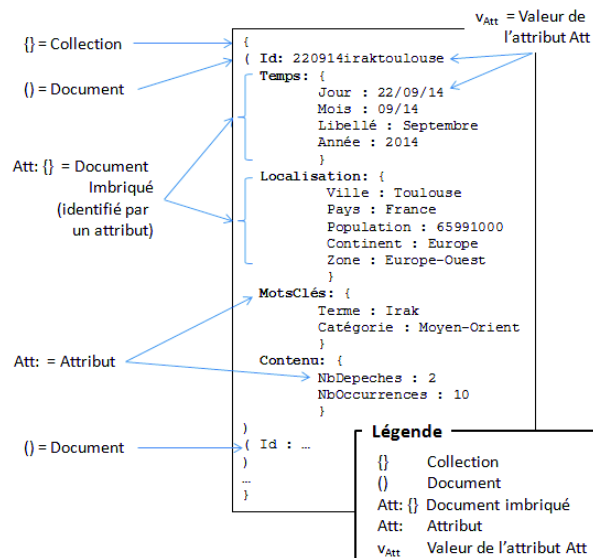 v_Att = Valeur de
l'attribut Att
{} = Collection
() = Document
Att: {} = Document
Imbriqué
(identifié par
un attribut)
Att: = Attribut
() = Document
{
( Id: 220914iraktoulouse
Temps: {
Jour : 22/09/14
Mois : 09/14
Libellé : Septembre
Année : 2014
}
Localisation: {
Ville : Toulouse
Pays : France
Population : 65991000
Continent : Europe
Zone : Europe-Ouest
}
MotsClés: {
Terme : Irak
Catégorie : Moyen-Orient
}
Contenu: {
NbDepeches : 2
NbOccurrences : 10
}
)
( Id : …
)
…
}
Légende
{} Collection
() Document
Att: {} Document imbriqué
Att: Attribut
v_Att Valeur de l'attribut Att